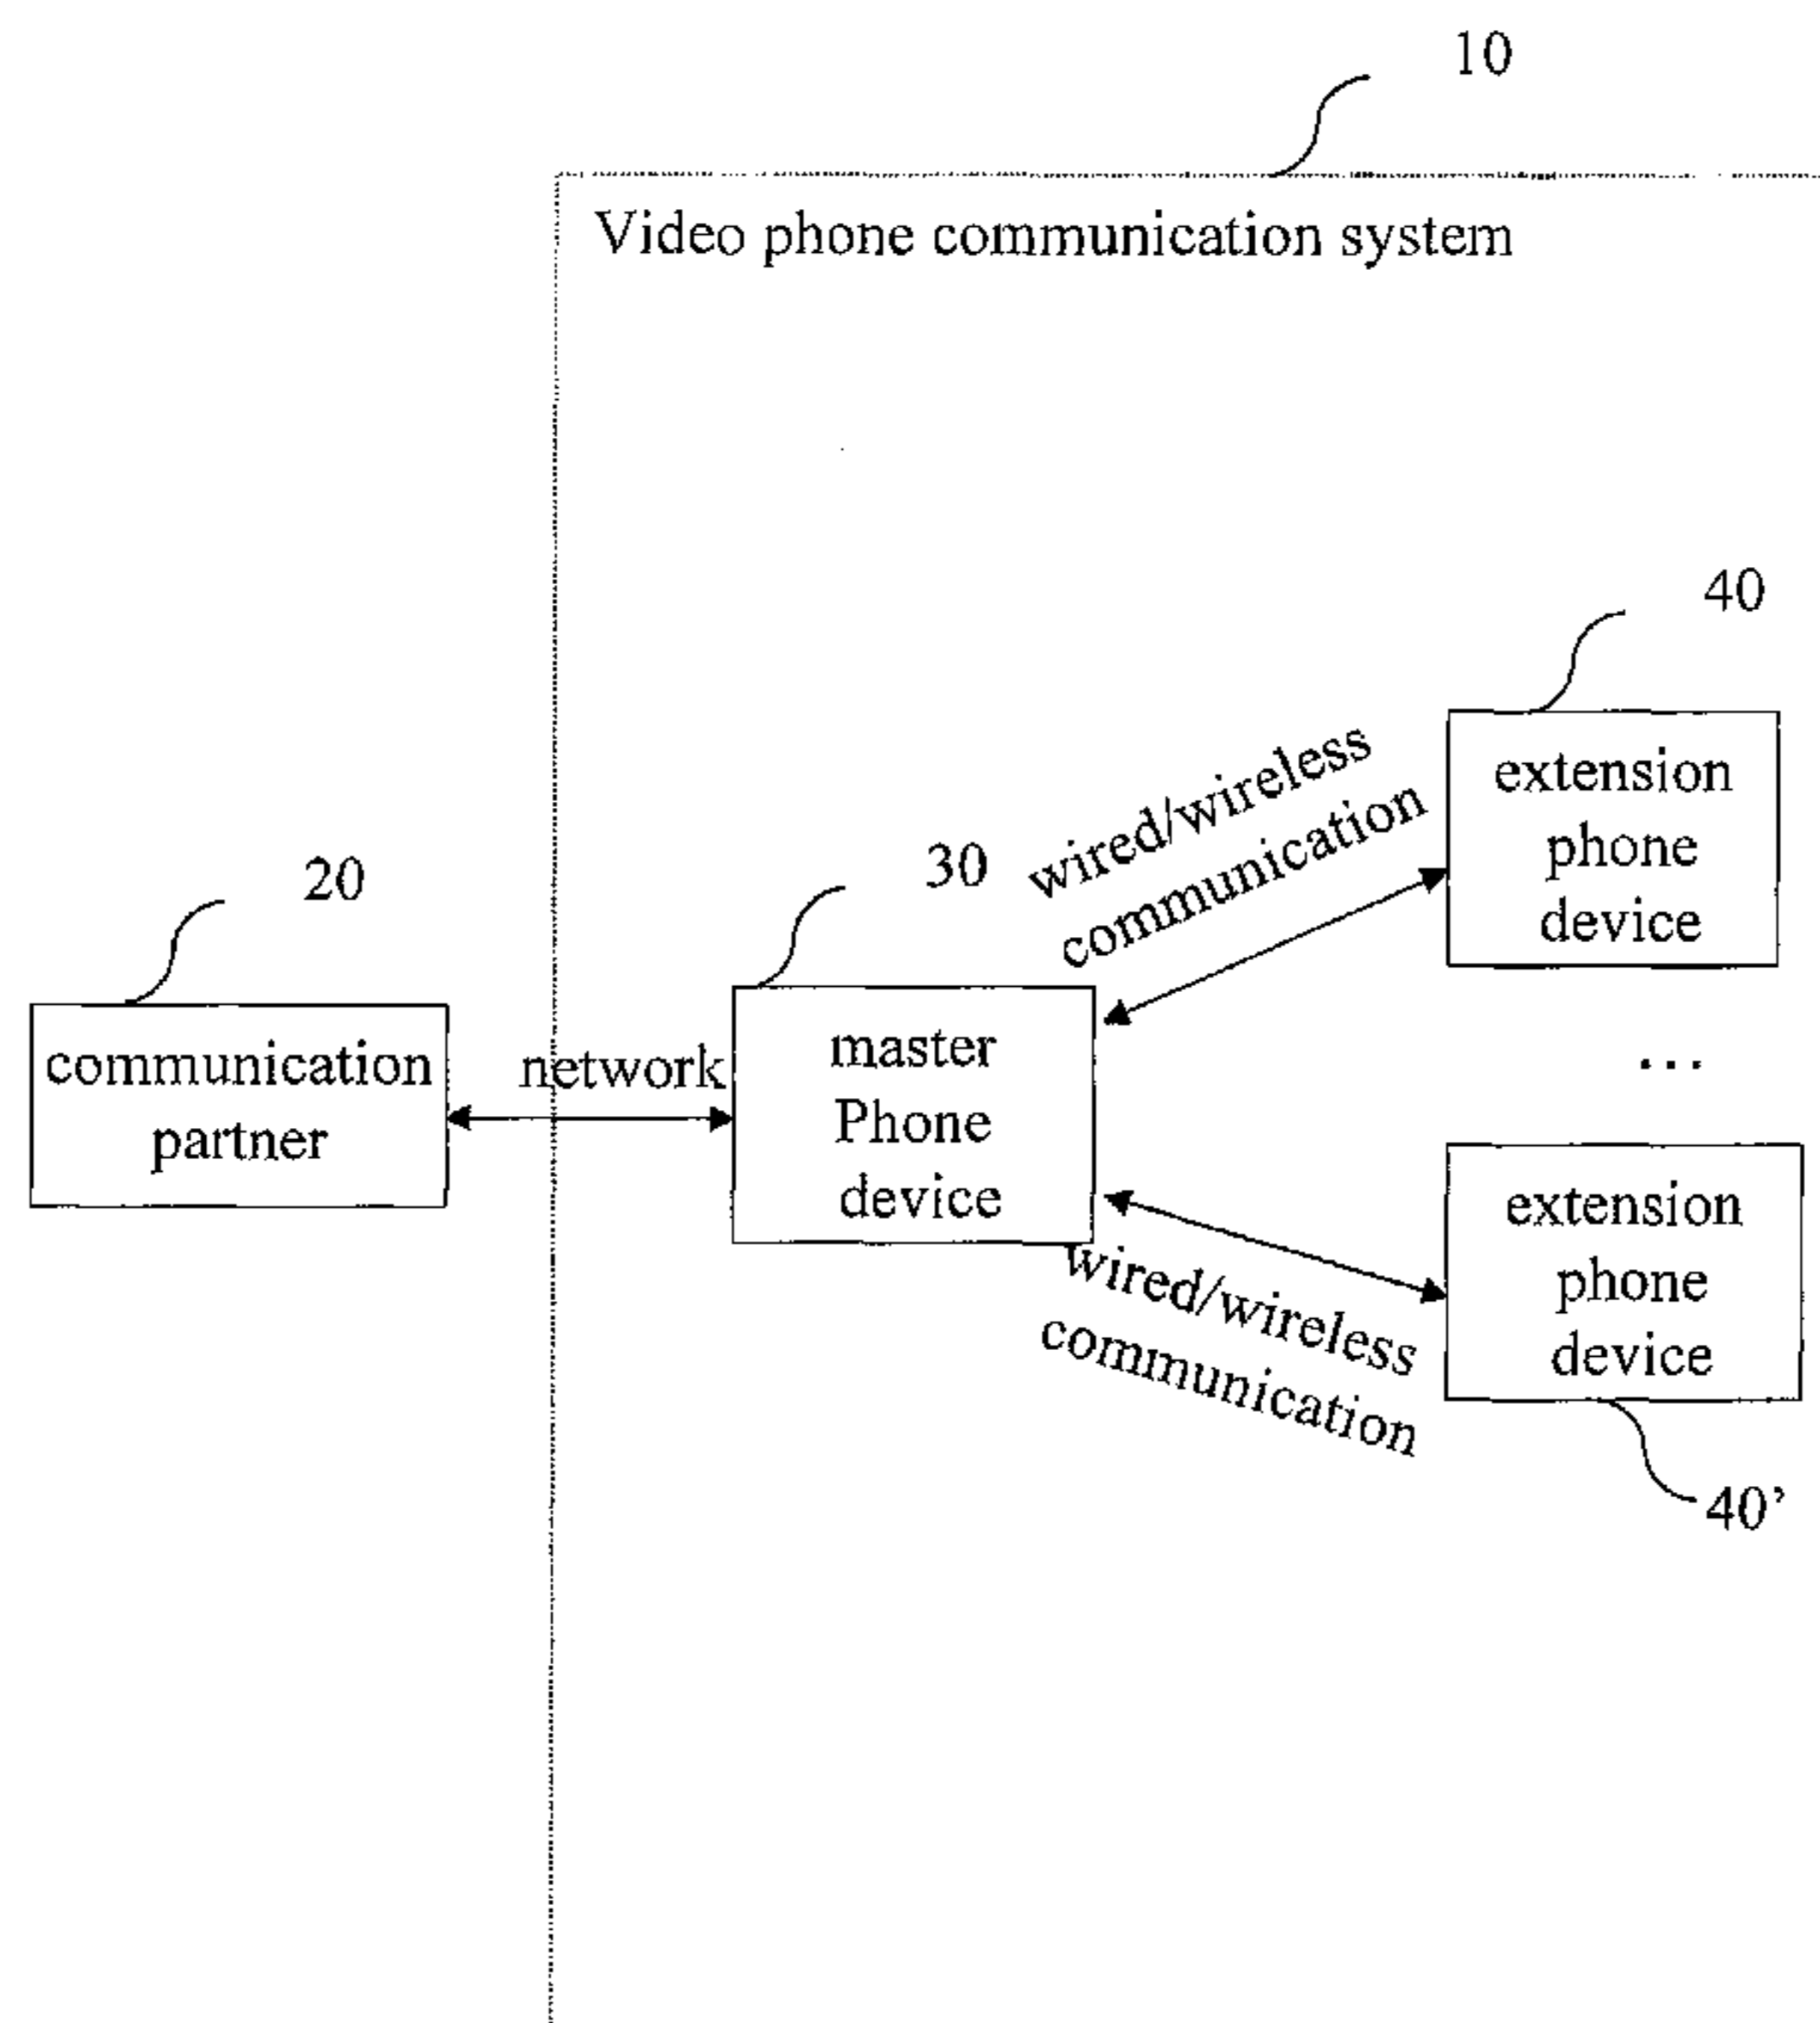 10
Video phone communication system
40
extension
phone
device
wired/wireless
communication
30
20
communication
partner
network
master
Phone
device
...
extension
phone
device
wired/wireless
communication
40’